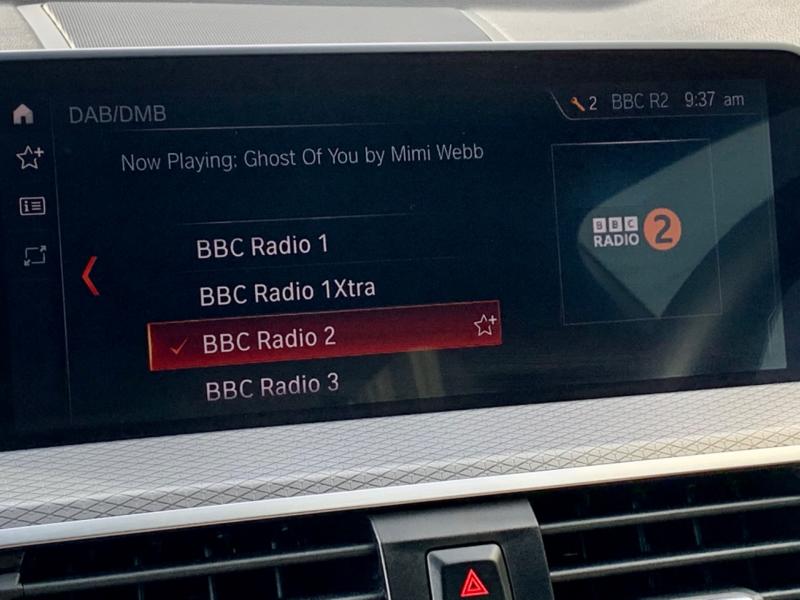 DAB/DMB
2 BBC R2 9:37 am
Now Playing: Ghost Of You by Mimi Webb
BBC Radio 1
BBC Radio 1Xtra
BBC Radio 2
BBC Radio 3
BBC
RADIO 2